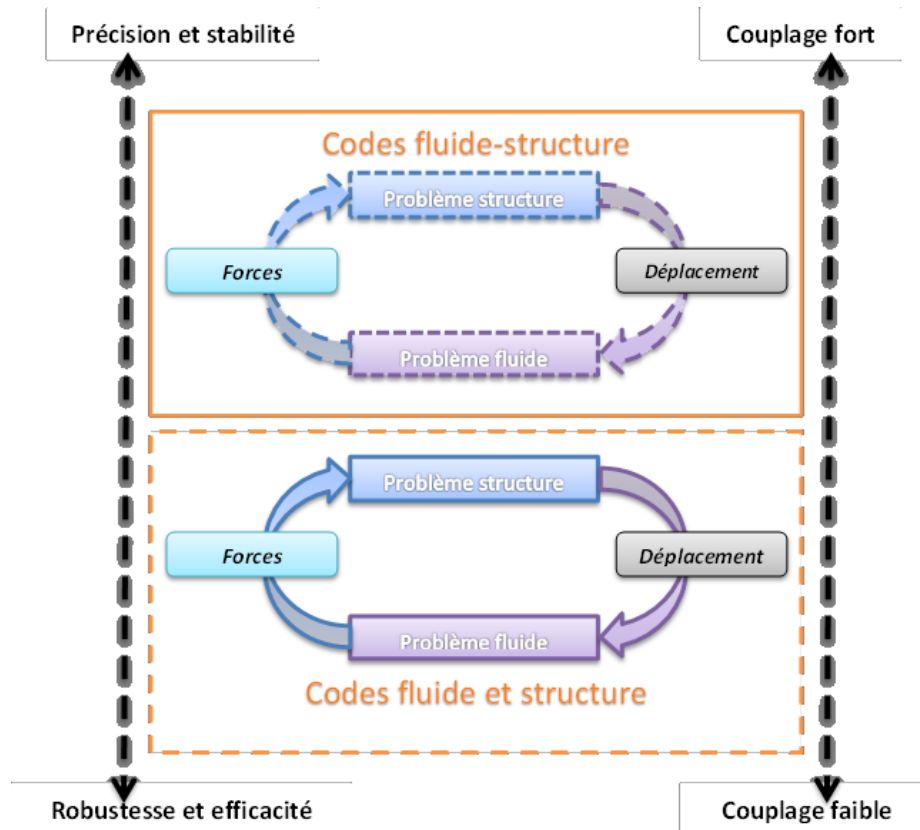 Précision et stabilité
Couplage fort
Codes fluide-structure
Problème structure
Forces
Déplacement
Problème fluide
Problème structure
Forces
Déplacement
Problème fluide
Codes fluide et structure
Robustesse et efficacité
Couplage faible